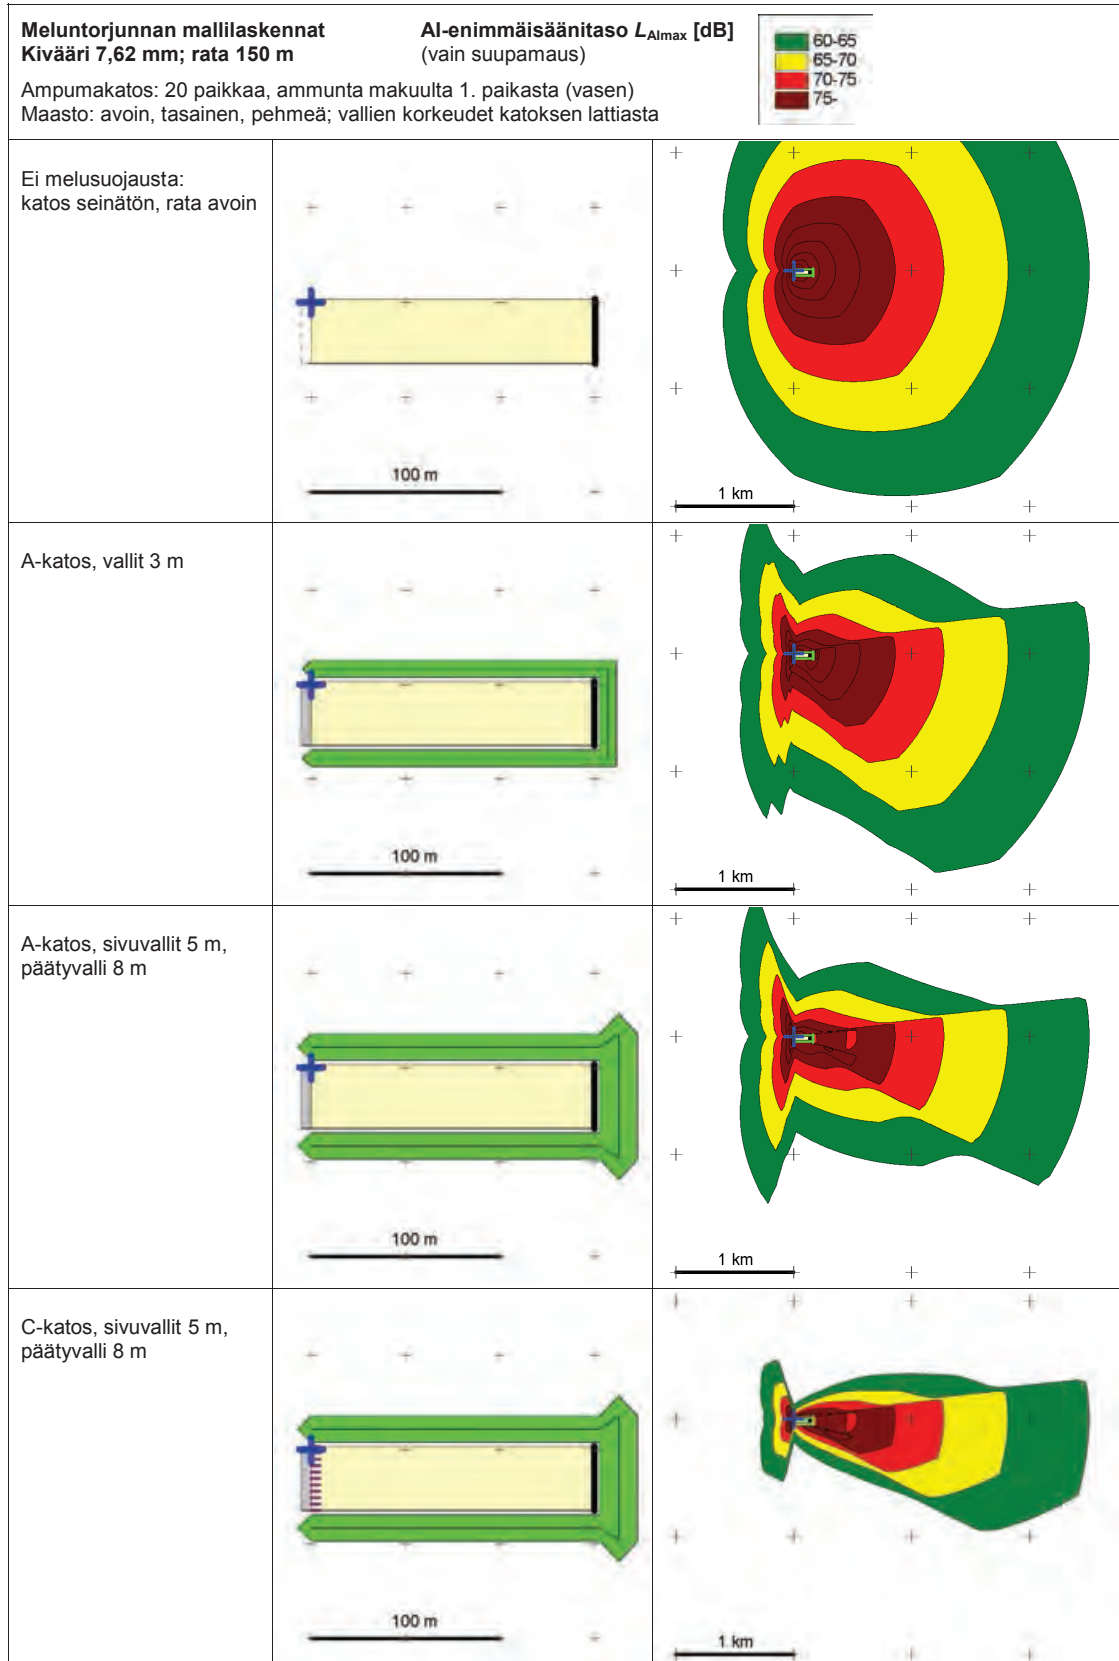 Meluntorjunnan mallilaskennat
Kivääri 7,62 mm; rata 150 m
AI-enimmäisäänitaso LAImax [dB]
(vain suupamaus)
Ampumakatos: 20 paikkaa, ammunta makuulta 1. paikasta (vasen)
Maasto: avoin, tasainen, pehmeä; vallien korkeudet katoksen lattiasta
60-65
65-70
70-75
75-
Ei melusuojausta:
katos seinätön, rata avoin
100 m
1 km
A-katos, vallit 3 m
100 m
1 km
A-katos, sivuvallit 5 m,
päätyvalli 8 m
100 m
1 km
C-katos, sivuvallit 5 m,
päätyvalli 8 m
100 m
1 km